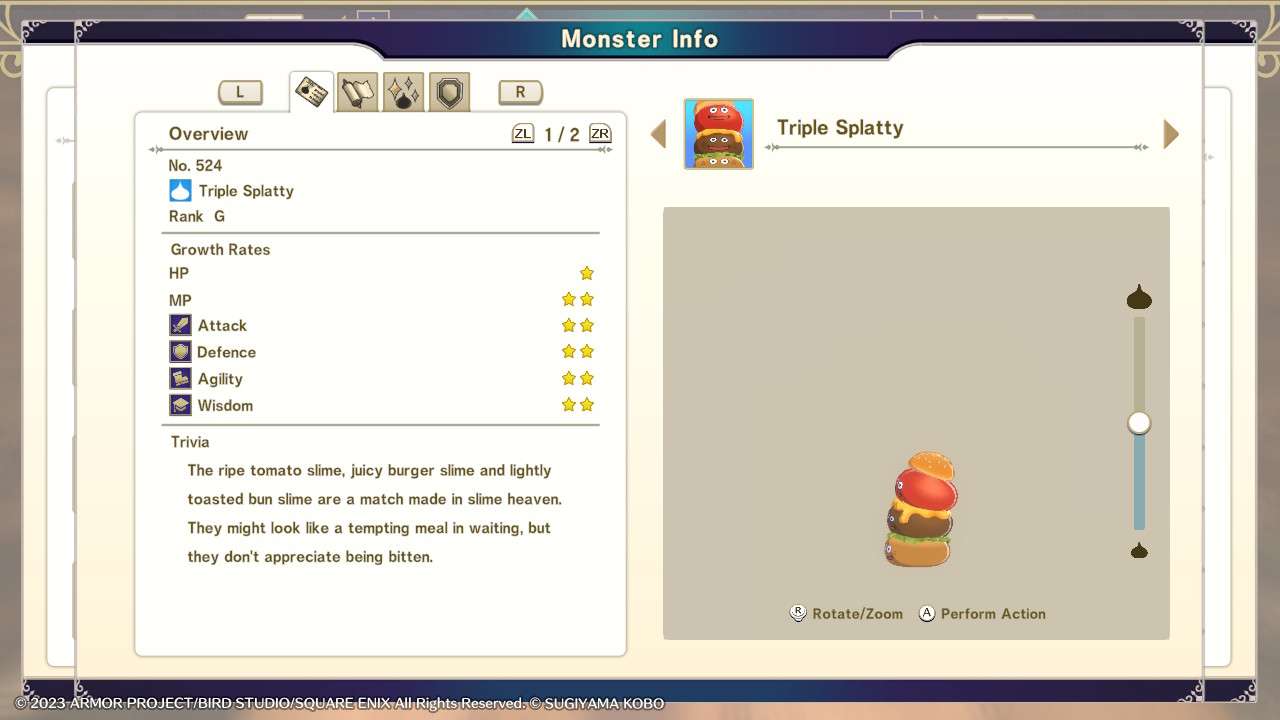 Monster Info
L
R
Overview
ZL 1 / 2 ZR
No. 524
Triple Splatty
Rank G
Growth Rates
HP
MP
Attack
Defence
Agility
Wisdom
Trivia
The ripe tomato slime, juicy burger slime and lightly
toasted bun slime are a match made in slime heaven.
They might look like a tempting meal in waiting, but
they don't appreciate being bitten.
Triple Splatty
R Rotate/Zoom A Perform Action
© 2023 ARMOR PROJECT/BIRD STUDIO/SQUARE ENIX All Rights Reserved. © SUGIYAMA KOBO